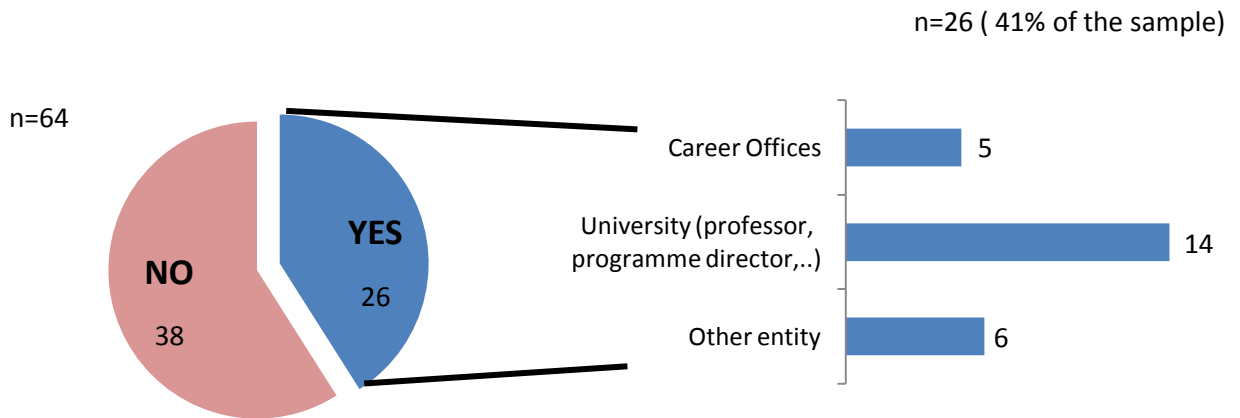 n=26 ( 41% of the sample)
n=64
NO
38
YES
26
Career Offices
5
University (professor,
programme director,..)
14
Other entity
6